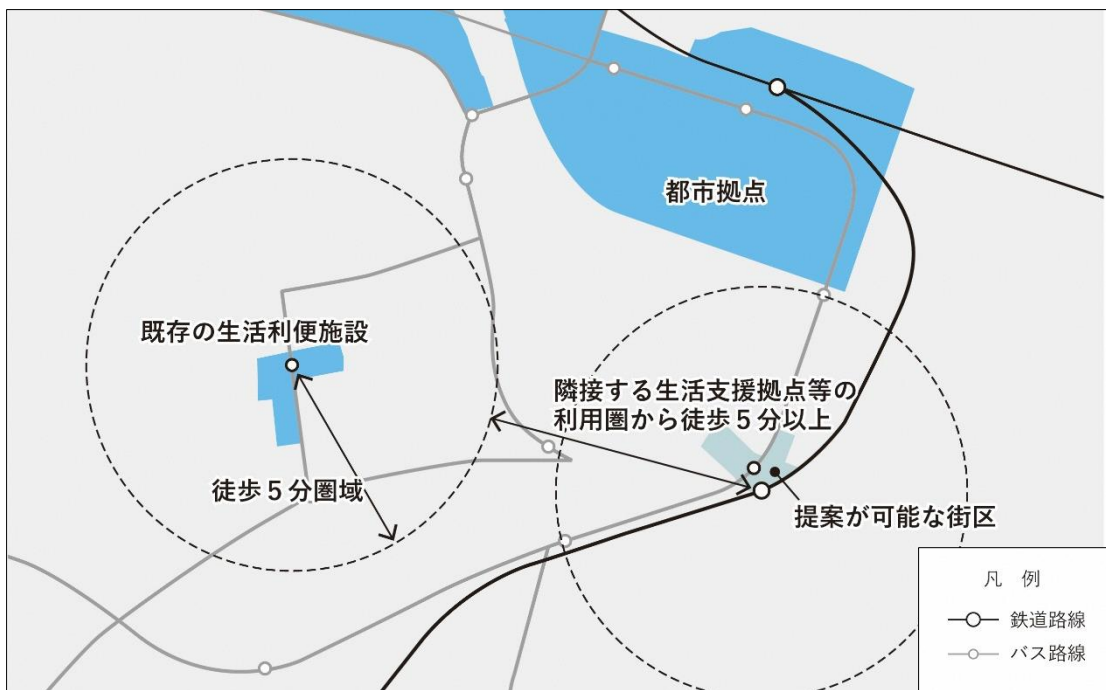 都市拠点
既存の生活利便施設
隣接する生活支援拠点等の
利用圏から徒歩５分以上
徒歩５分圏域
提案が可能な街区
凡　例
鉄道路線
バス路線